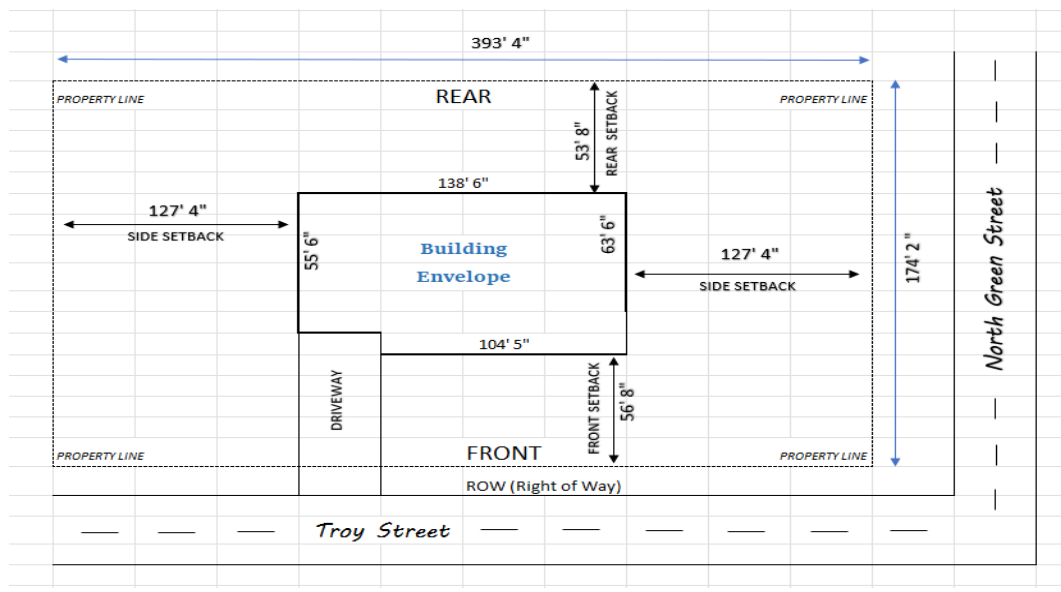 393' 4"
PROPERTY LINE
REAR
PROPERTY LINE
53' 8"
REAR SETBACK
138' 6"
127' 4"
SIDE SETBACK
55' 6"
Building
Envelope
63' 6"
127' 4"
SIDE SETBACK
174' 2 "
North Green Street
104' 5"
DRIVEWAY
FRONT SETBACK
56' 8"
PROPERTY LINE
FRONT
PROPERTY LINE
ROW (Right of Way)
Troy Street